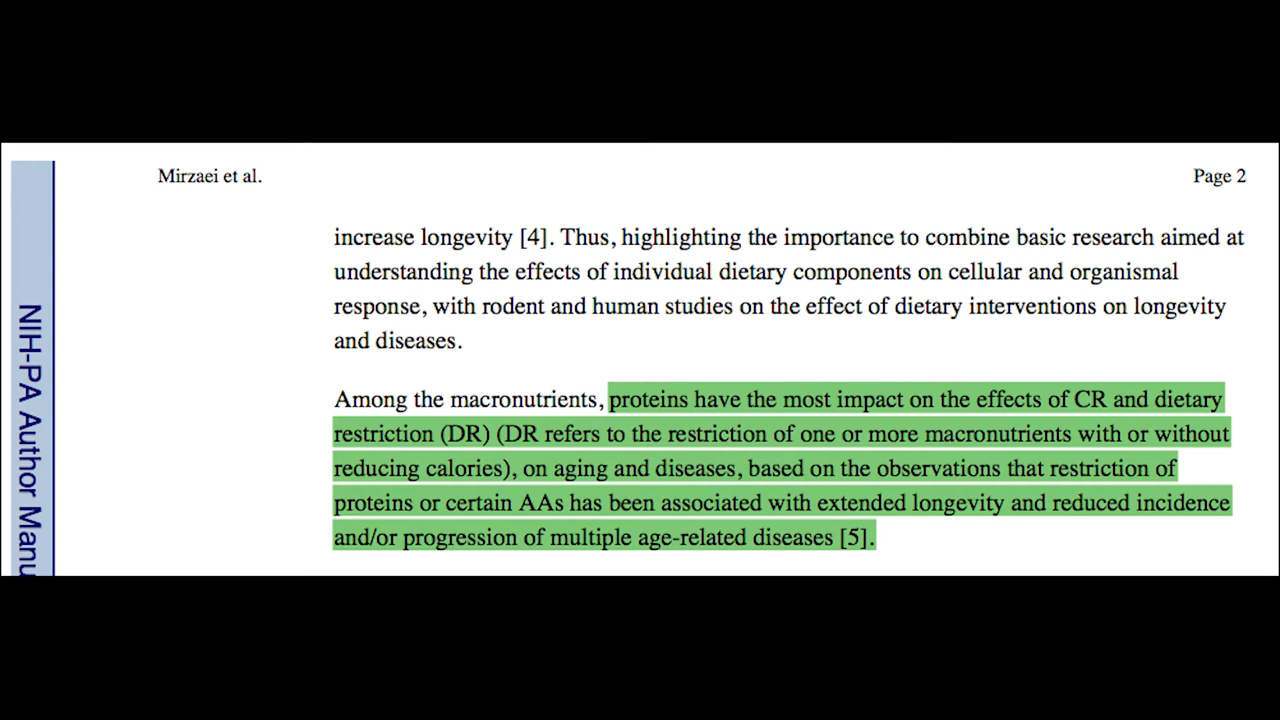 Mirzaei et al.
Page 2
increase longevity [4]. Thus, highlighting the importance to combine basic research aimed at
understanding the effects of individual dietary components on cellular and organismal
response, with rodent and human studies on the effect of dietary interventions on longevity
and diseases.
Among the macronutrients, proteins have the most impact on the effects of CR and dietary
restriction (DR) (DR refers to the restriction of one or more macronutrients with or without
reducing calories), on aging and diseases, based on the observations that restriction of
proteins or certain AAs has been associated with extended longevity and reduced incidence
and/or progression of multiple age-related diseases [5].
NIH-PA Author Manu